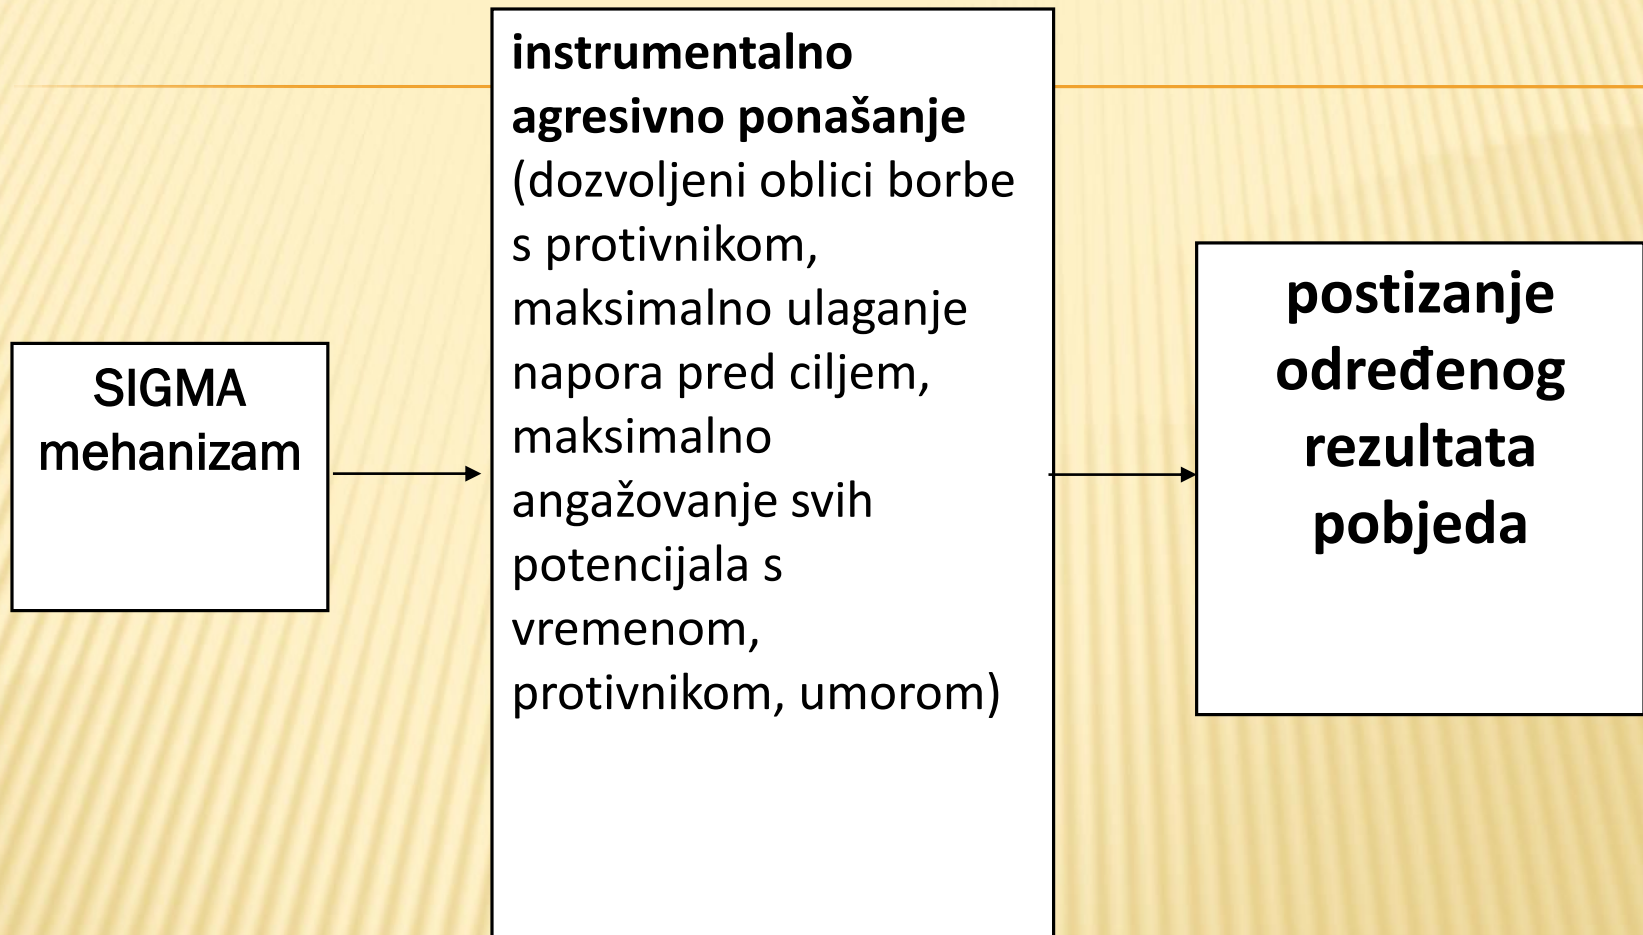 SIGMA
mehanizam
instrumentalno
agresivno ponašanje
(dozvoljeni oblici borbe
s protivnikom,
maksimalno ulaganje
napora pred ciljem,
maksimalno
angažovanje svih
potencijala s
vremenom,
protivnikom, umorom)
postizanje
određenog
rezultata
pobjeda